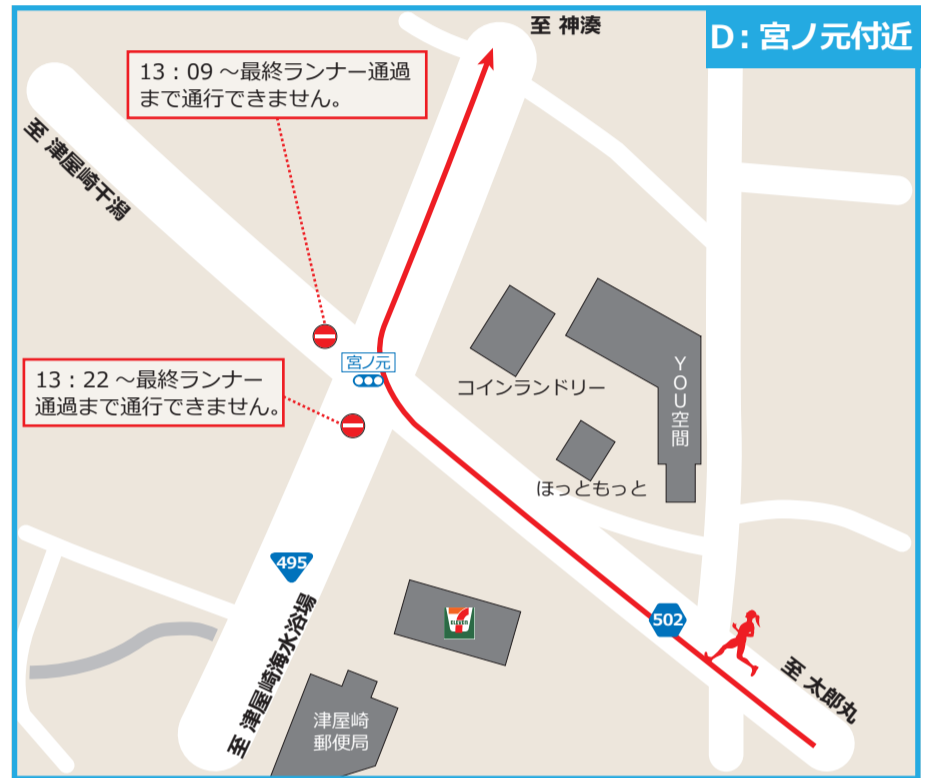 D：宮ノ元付近
至 神湊
13：09 ～最終ランナー通過
まで通行できません。
至 津屋崎干潟
宮ノ元
13：22 ～最終ランナー
通過まで通行できません。
コインランドリー
YOU空間
ほっともっと
495
ELEVEN
502
至 津屋崎海水浴場
至 太郎丸
津屋崎
郵便局